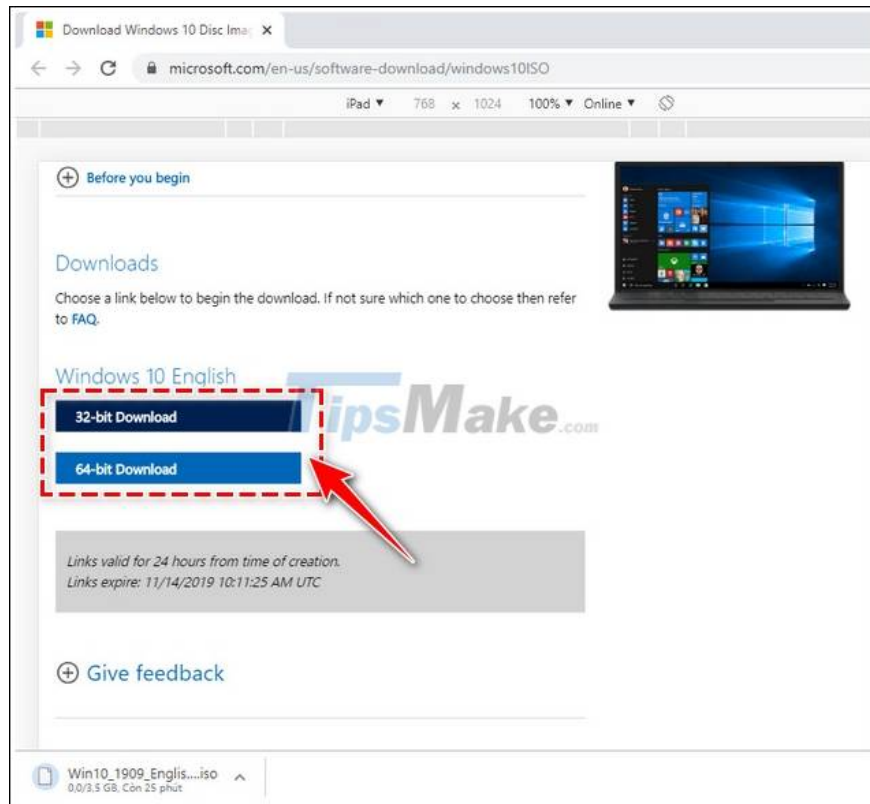 Download Windows 10 Disc Ima
microsoft.com/en-us/software-download/windows10ISO
iPad 768 x 1024 100% Online
Before you begin
Downloads
Choose a link below to begin the download. If not sure which one to choose then refer
to FAQ.
Windows 10 English
32-bit Download
TipsMake.com
64-bit Download
Links valid for 24 hours from time of creation.
Links expire: 11/14/2019 10:11:25 AM UTC
Give feedback
Win10_1909_Englis....iso
0,0/3,5 GB, Còn 25 phút